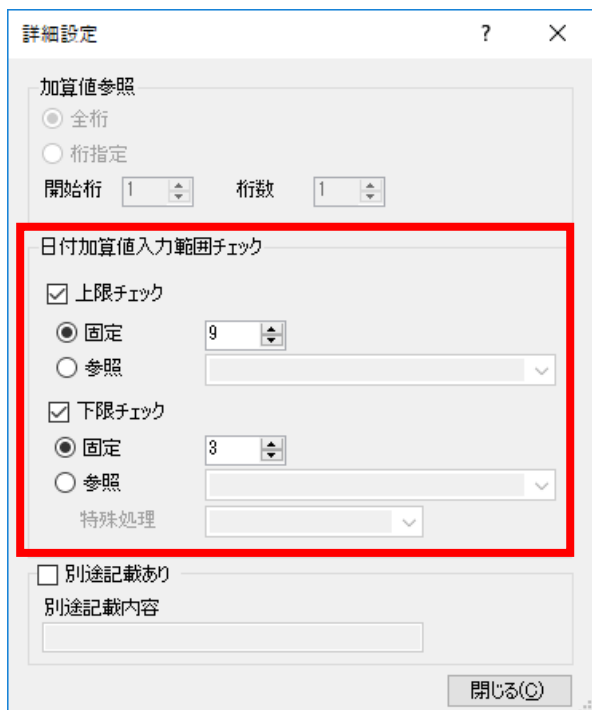 詳細設定 ?
加算値参照
全桁
桁指定
開始桁 1 桁数 1
日付加算値入力範囲チェック
上限チェック
固定 9
参照
下限チェック
固定 3
参照
特殊処理
別途記載あり
別途記載内容
閉じる(C)